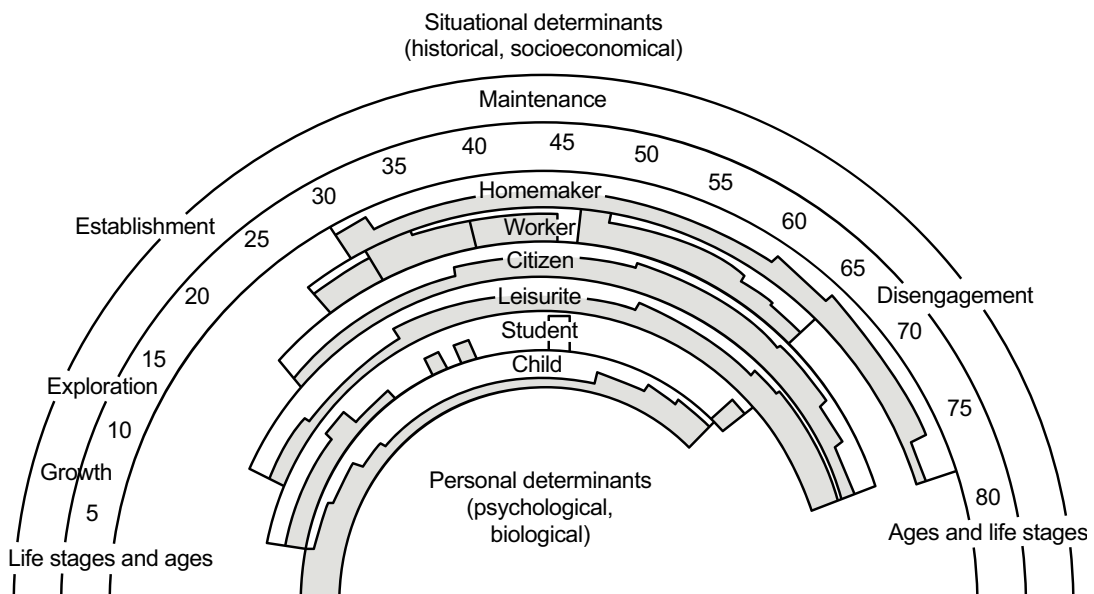 Situational determinants
(historical, socioeconomical)
Maintenance
45
40
50
35
55
30
Homemaker
60
Establishment
25
Worker
65
Citizen
20
Disengagement
Leisurite
70
Student
15
Child
Exploration
75
10
Growth
Personal determinants
(psychological,
biological)
5
80
Ages and life stages
Life stages and ages